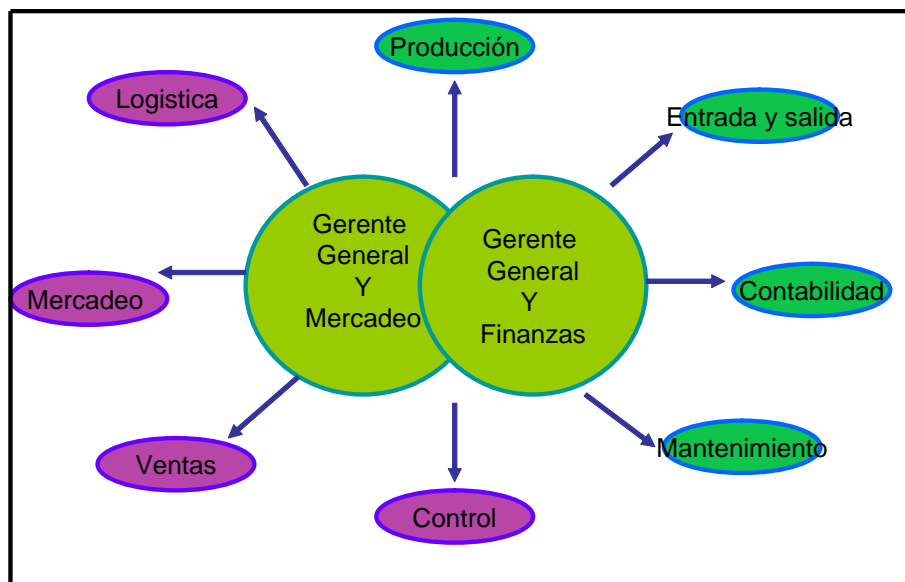 Producción
Logistica
Entrada y salida
Gerente
General
Y
Mercadeo
Gerente
General
Y
Finanzas
Mercadeo
Contabilidad
Ventas
Mantenimiento
Control